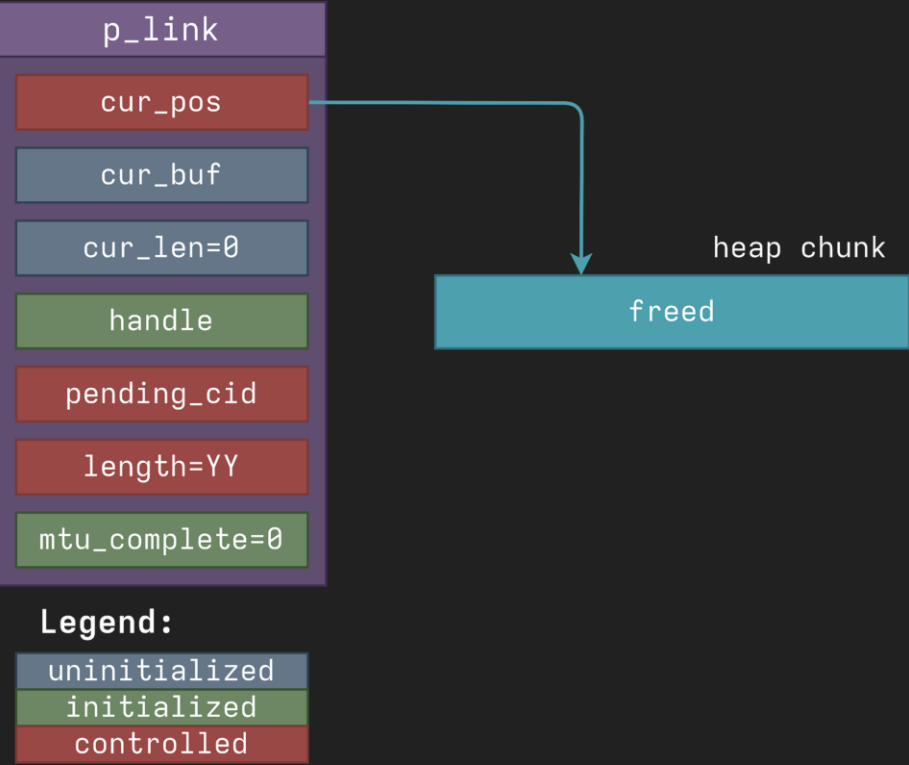 p_link
cur_pos
cur_buf
cur_len=0
heap chunk
freed
handle
pending_cid
length=YY
mtu_complete=0
Legend:
uninitialized
initialized
controlled